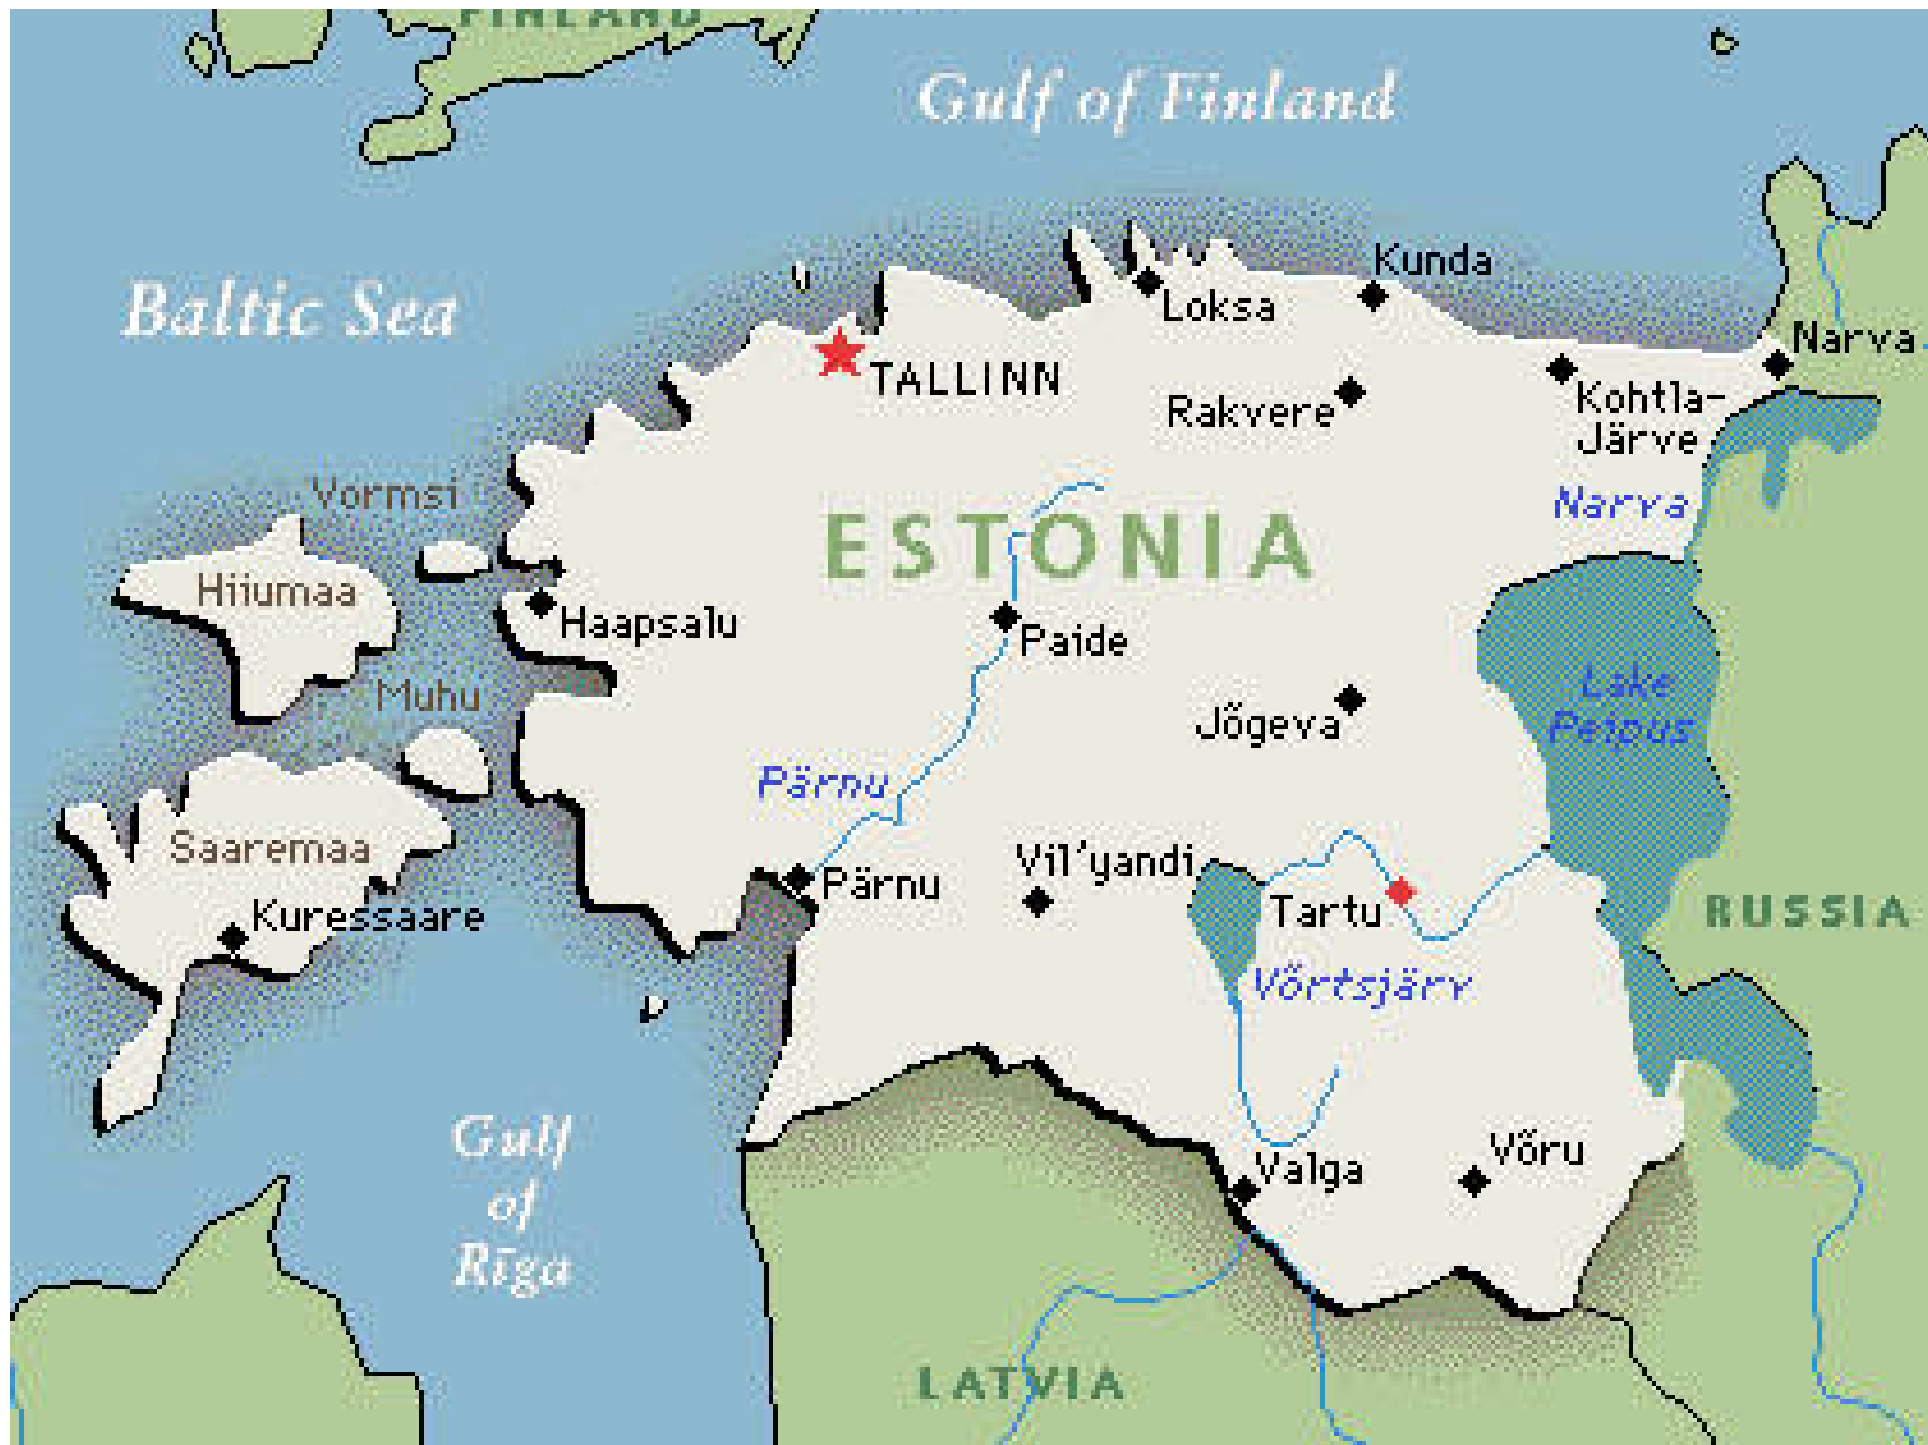 FINLAND
Gulf of Finland
Baltic Sea
Kunda
Loksa
Narva
TALLINN
Rakvere
Kohtla-
Järve
Vormsi
Narva
ESTONIA
Hiiumaa
Haapsalu
Paide
Muhu
Lake
Peipus
Jõgeva
Pärnu
Saaremaa
Vil'yandi
Pärnu
Kuressaare
Tartu
RUSSIA
Võrtsjärv
Gulf
of
Rīga
Valga
Võru
LATVIA